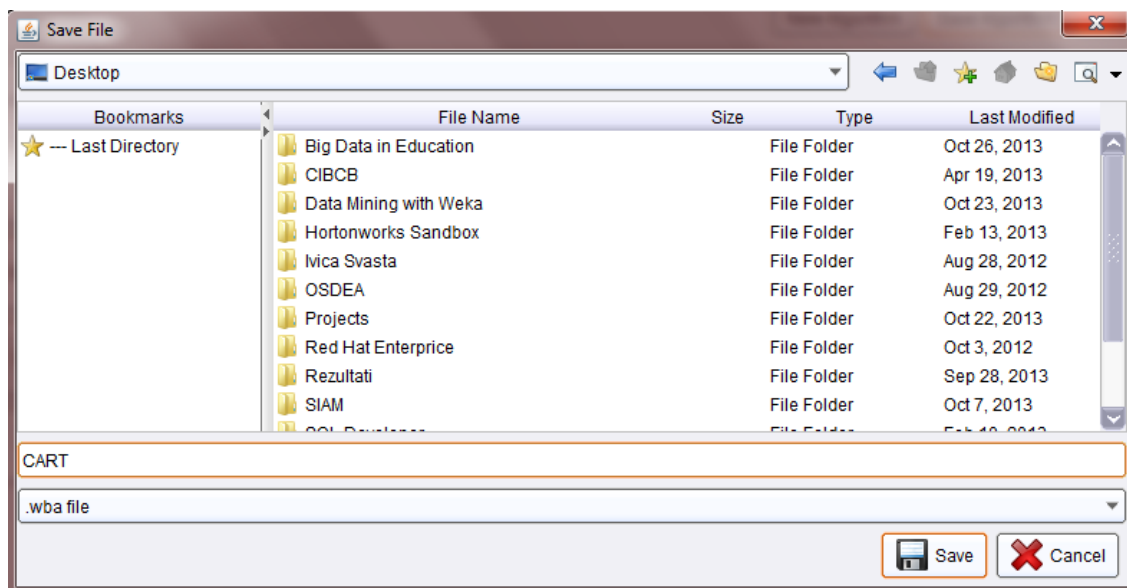 Save File
Desktop
Bookmarks File Name Size Type Last Modified
--- Last Directory Big Data in Education File Folder Oct 26, 2013
CIBCB File Folder Apr 19, 2013
Data Mining with Weka File Folder Oct 23, 2013
Hortonworks Sandbox File Folder Feb 13, 2013
Ivica Svasta File Folder Aug 28, 2012
OSDEA File Folder Aug 29, 2012
Projects File Folder Oct 22, 2013
Red Hat Enterprice File Folder Oct 3, 2012
Rezultati File Folder Sep 28, 2013
SIAM File Folder Oct 7, 2013
CART
.wba file
Save Cancel